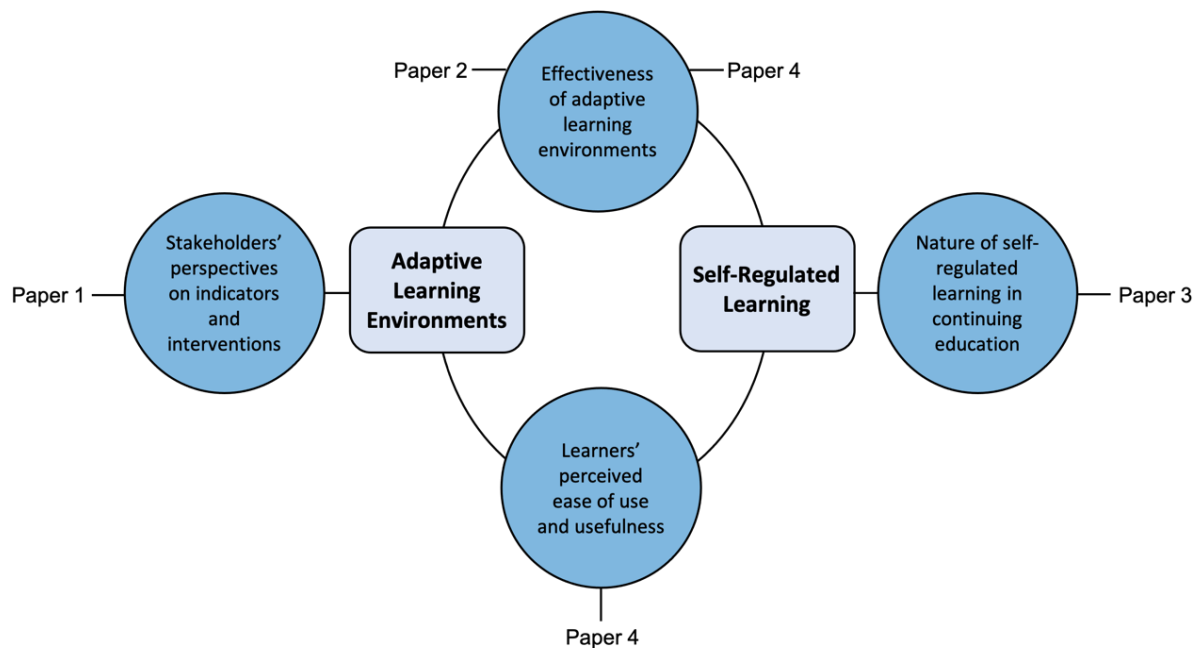 Paper 2
Effectiveness
of adaptive
learning
environments
Paper 4
Paper 1
Stakeholders’
perspectives
on indicators
and
interventions
Adaptive
Learning
Environments
Self-Regulated
Learning
Nature of self-
regulated
learning in
continuing
education
Paper 3
Learners’
perceived
ease of use
and usefulness
Paper 4